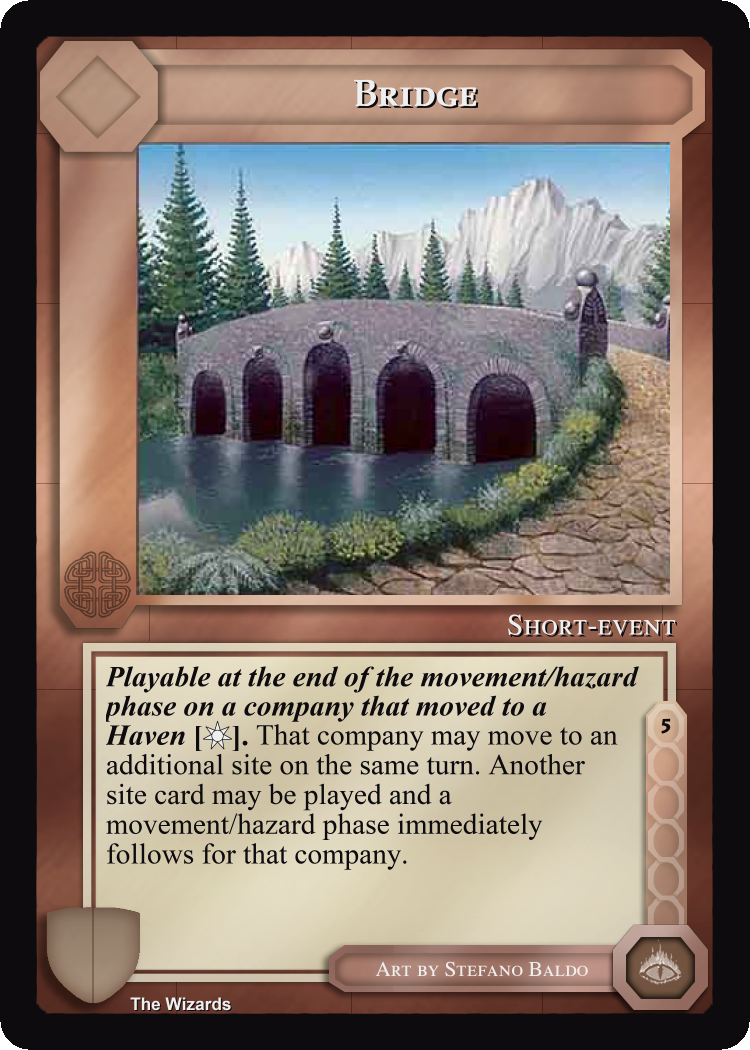 Bridge
Short-event
Playable at the end of the movement/hazard
phase on a company that moved to a
Haven [ ]. That company may move to an
additional site on the same turn. Another
site card may be played and a
movement/hazard phase immediately
follows for that company.
5
Art by Stefano Baldo
The Wizards